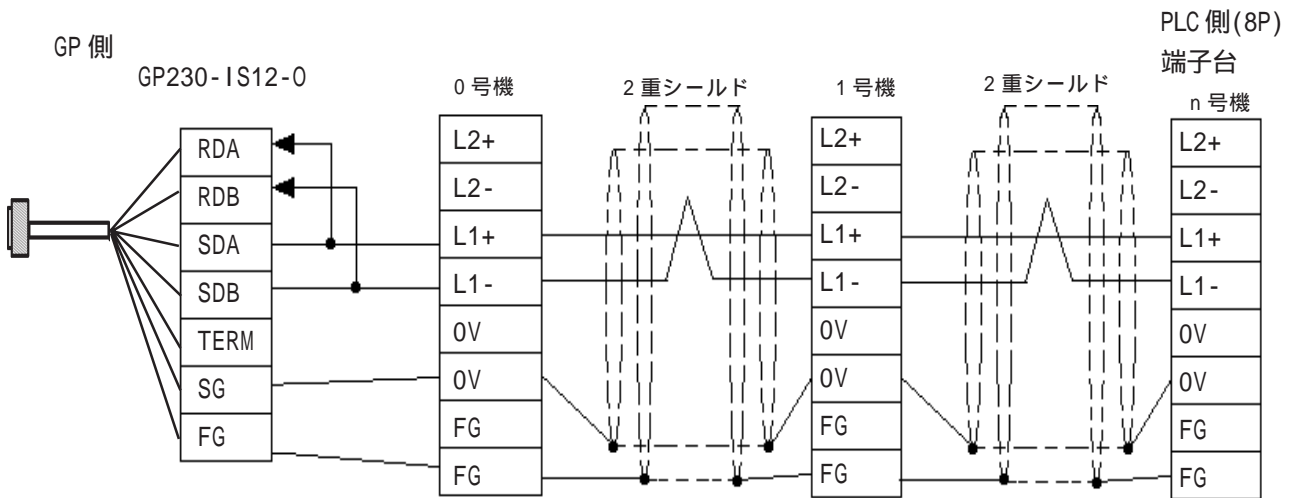 PLC 側(8P)
端子台
GP 側
GP230-IS12-O
0 号機
2 重シールド
1 号機
2 重シールド
n 号機
RDA
RDB
SDA
SDB
TERM
SG
FG
L2+
L2-
L1+
L1-
0V
0V
FG
FG
L2+
L2-
L1+
L1-
0V
0V
FG
FG
L2+
L2-
L1+
L1-
0V
0V
FG
FG